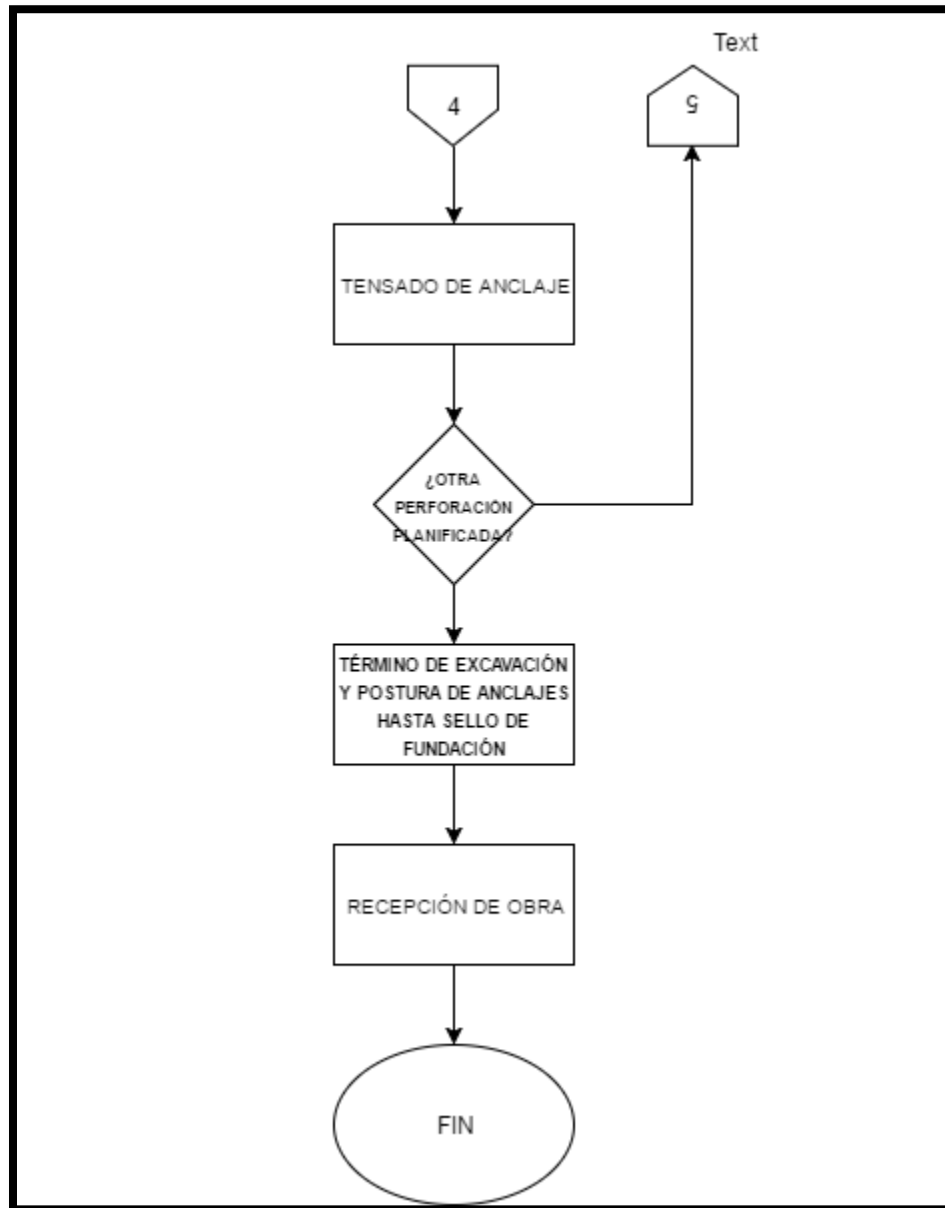 Text
4
5
TENSADO DE ANCLAJE
¿OTRA
PERFORACIÓN
PLANIFICADA?
TÉRMINO DE EXCAVACIÓN
Y POSTURA DE ANCLAJES
HASTA SELLO DE
FUNDACIÓN
RECEPCIÓN DE OBRA
FIN